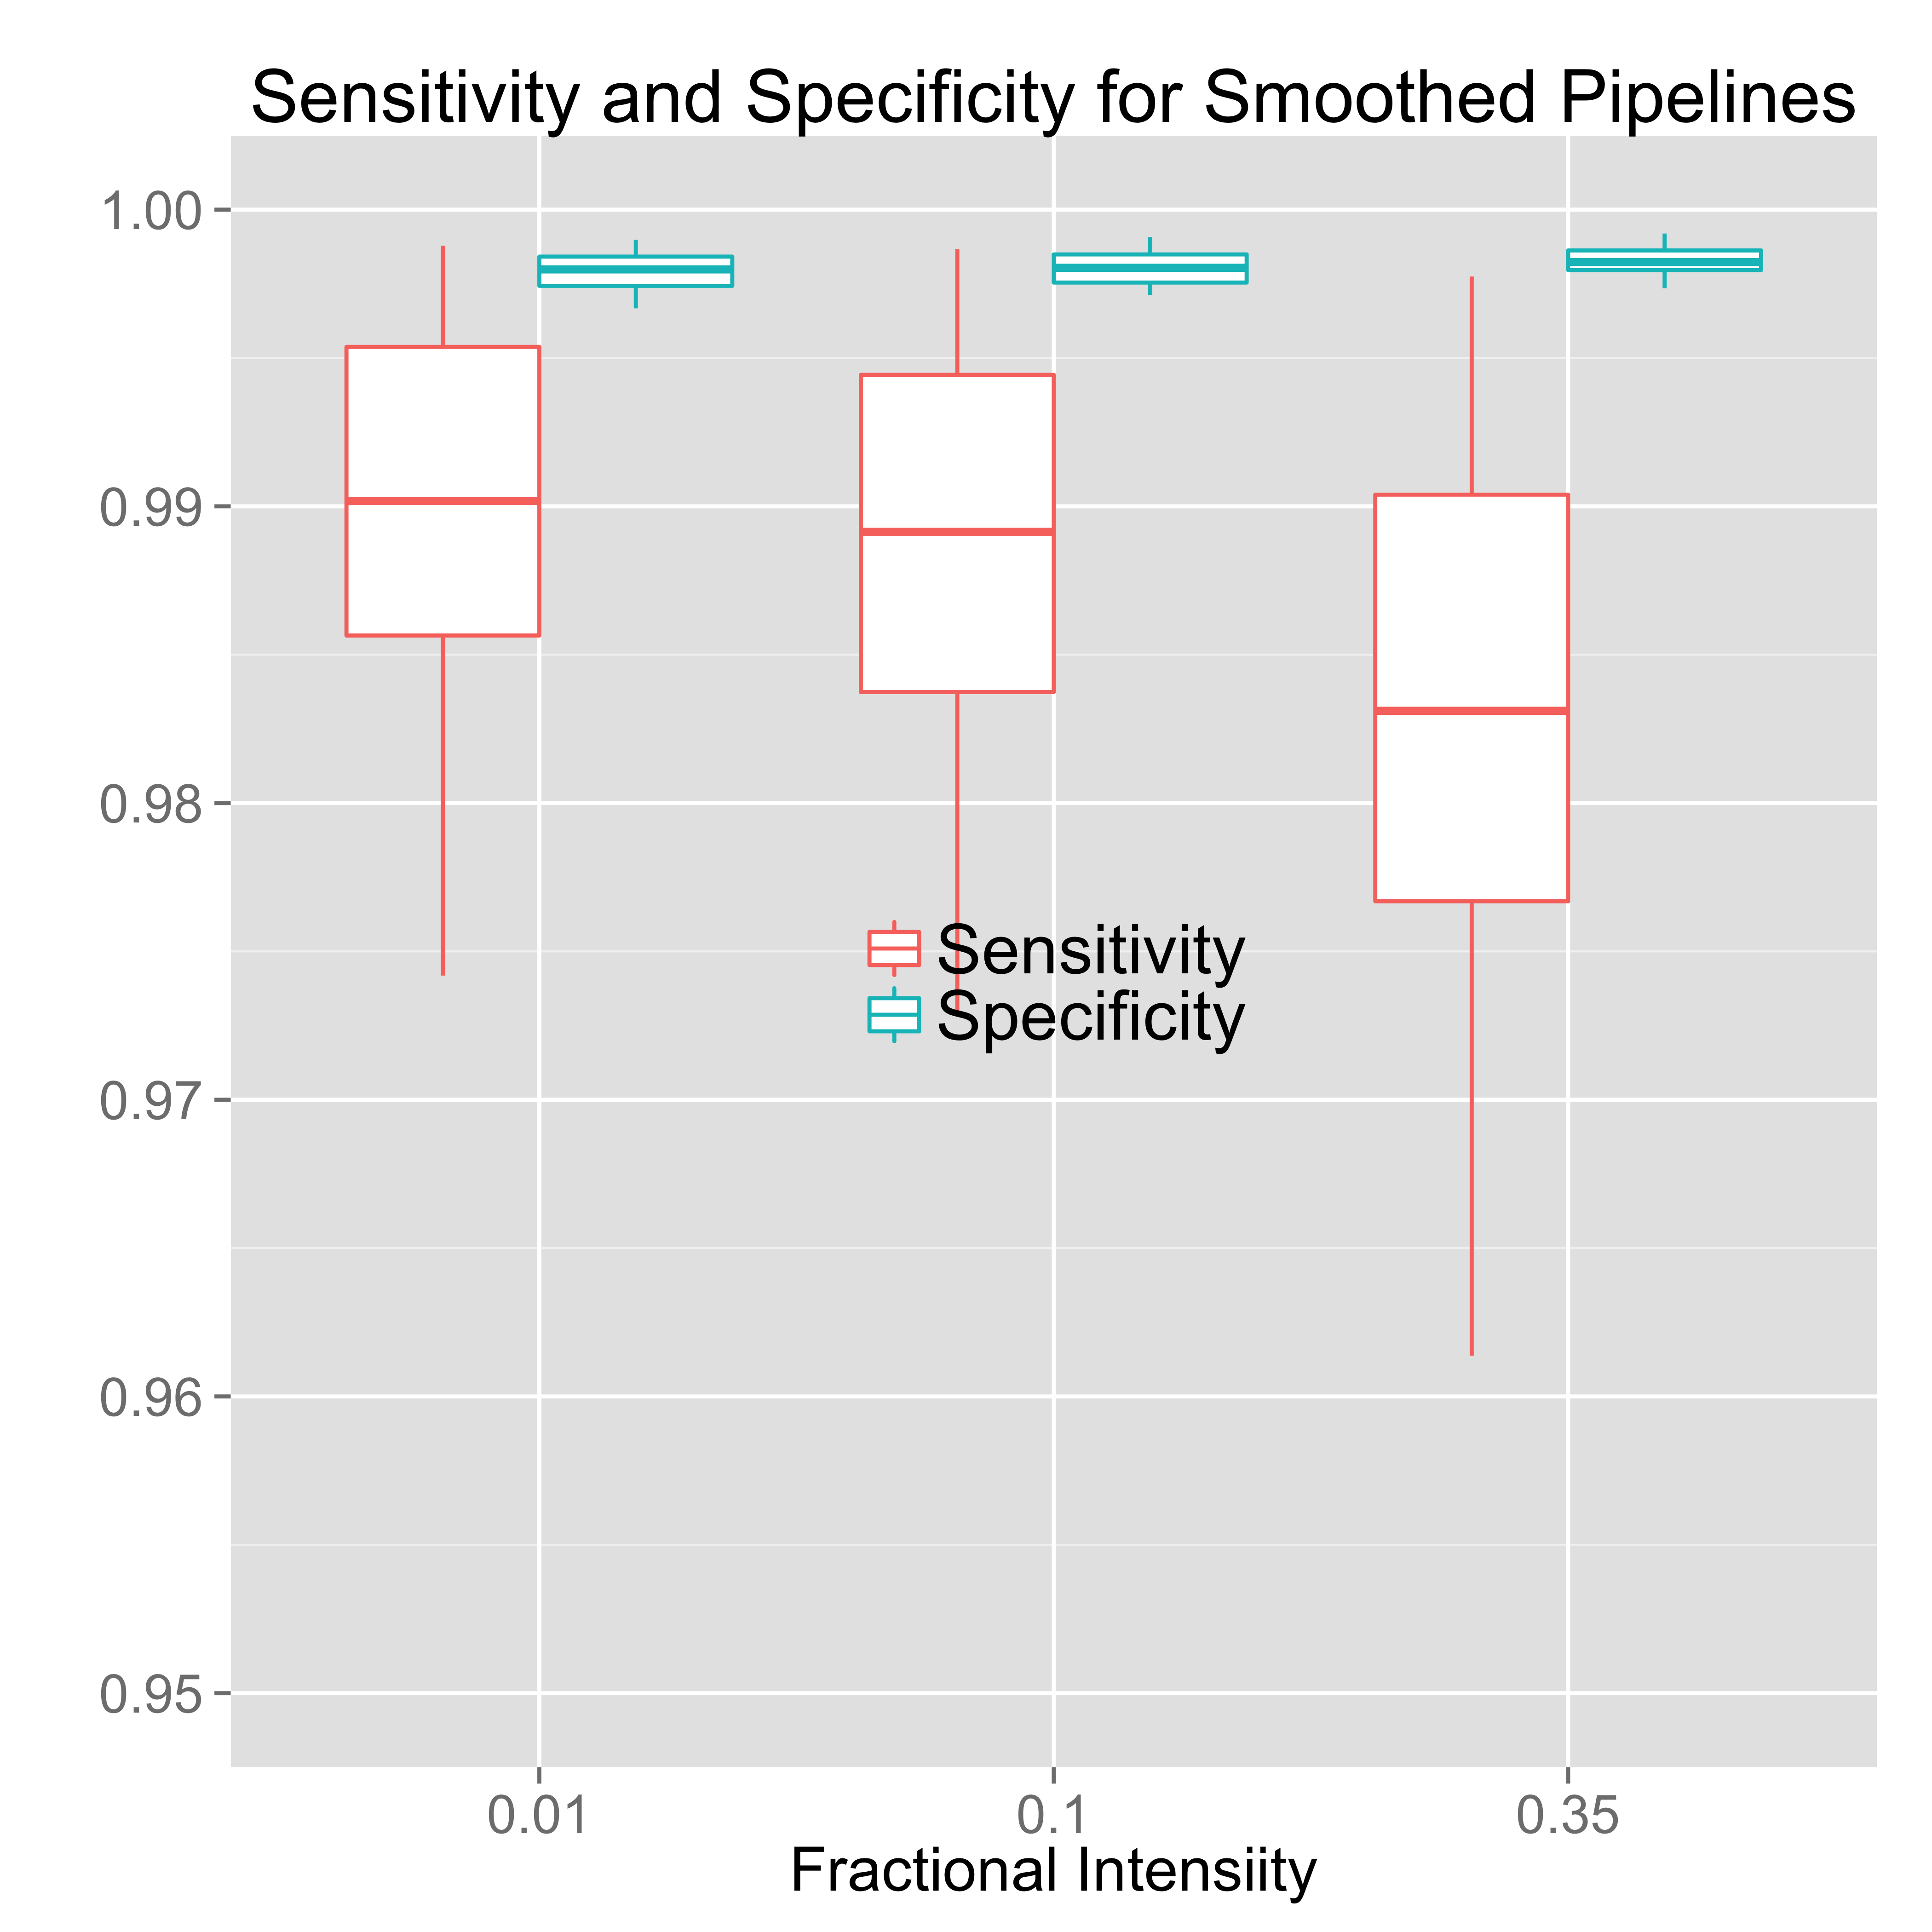 Sensitivity and Specificity for Smoothed Pipelines
1.00
0.99
0.98
0.97
0.96
0.95
Sensitivity
Specificity
0.01 0.1 0.35
Fractional Intensiity